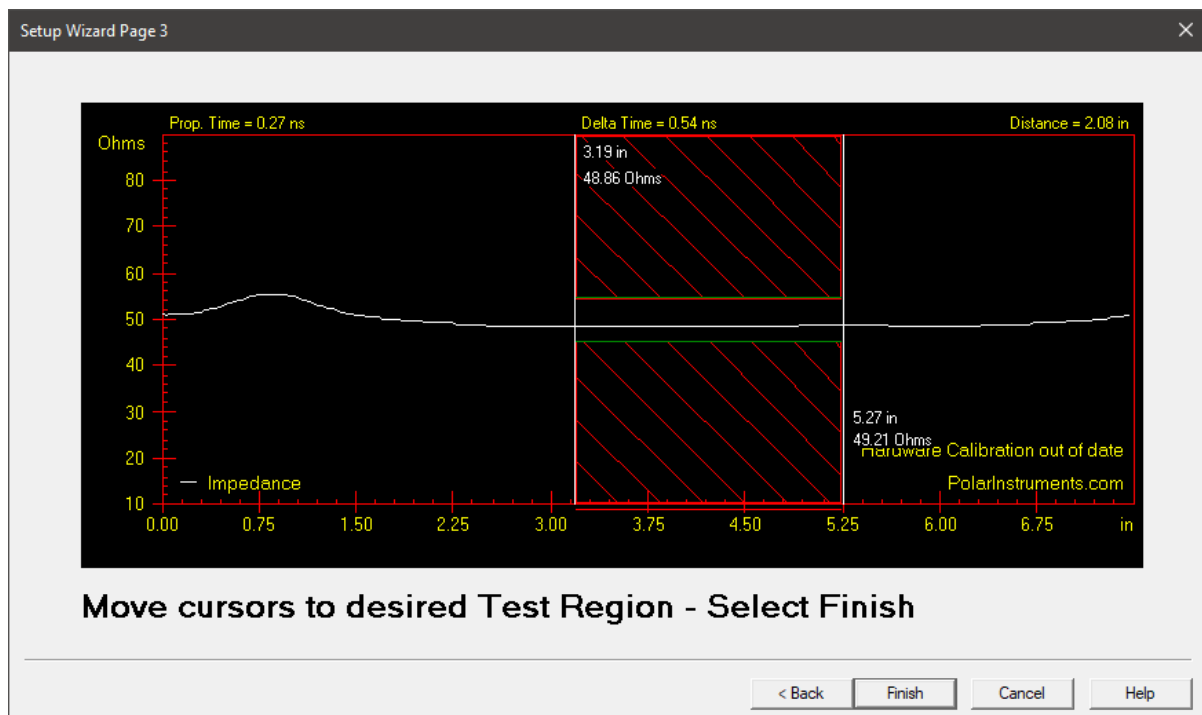 Setup Wizard Page 3
Prop. Time = 0.27 ns
Delta Time = 0.54 ns
Distance = 2.08 in
Ohms
3.19 in
48.86 Ohms
80
70
60
50
40
30
20
10
5.27 in
49.21 Ohms
Hardware Calibration out of date
Impedance
PolarInstruments.com
0.00 0.75 1.50 2.25 3.00 3.75 4.50 5.25 6.00 6.75 in
Move cursors to desired Test Region - Select Finish
< Back
Finish
Cancel
Help